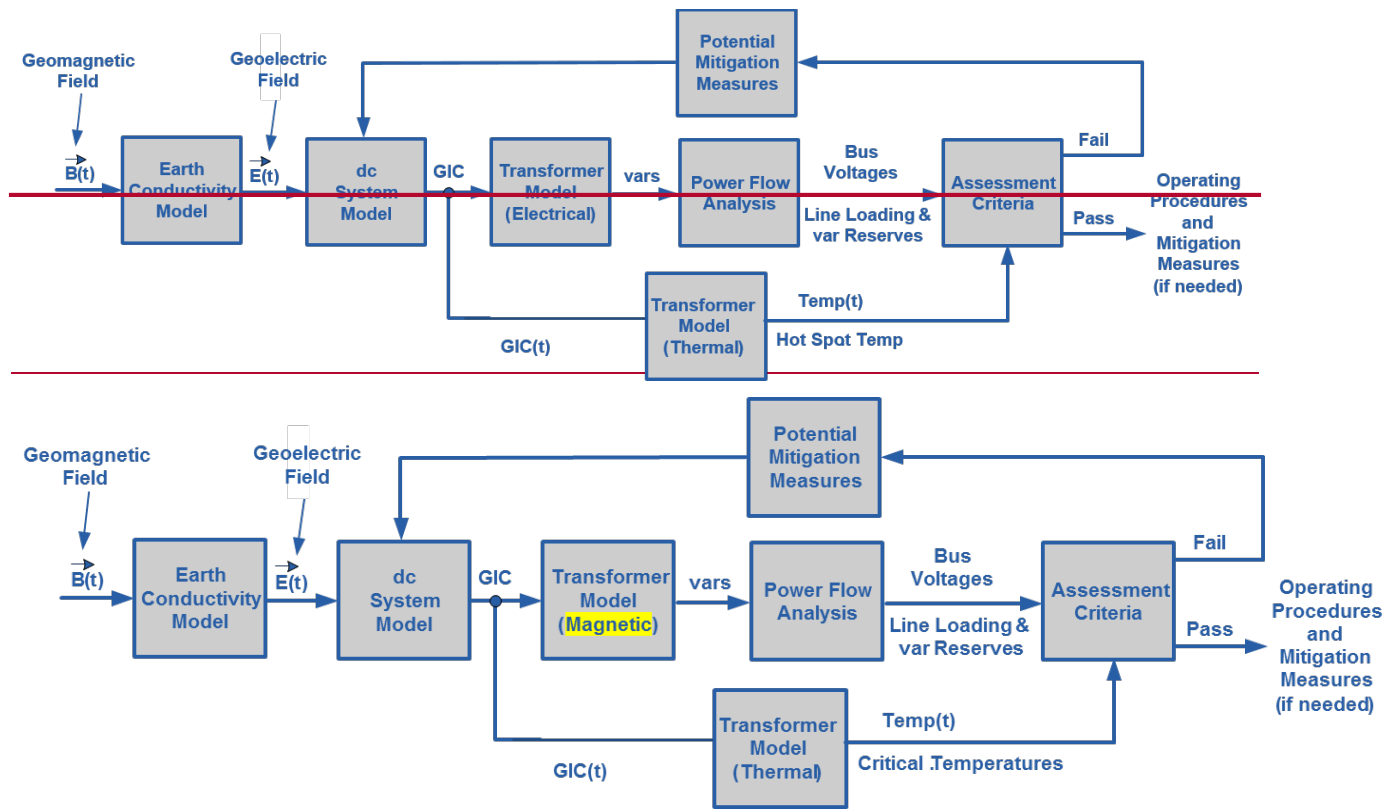 Potential
Mitigation
Measures
Geomagnetic
Field
Geoelectric
Field
B(t)
Earth
Conductivity
Model
E(t)
dc
System
Model
GIC
Transformer
Model
(Electrical)
vars
Power Flow
Analysis
Bus
Voltages
Line Loading &
var Reserves
Assessment
Criteria
Fail
Pass
Operating
Procedures
and
Mitigation
Measures
(if needed)
GIC(t)
Transformer
Model
(Thermal)
Temp(t)
Hot Spot Temp
Potential
Mitigation
Measures
Geomagnetic
Field
Geoelectric
Field
B(t)
Earth
Conductivity
Model
E(t)
dc
System
Model
GIC
Transformer
Model
(Magnetic)
vars
Power Flow
Analysis
Bus
Voltages
Line Loading &
var Reserves
Assessment
Criteria
Fail
Pass
Operating
Procedures
and
Mitigation
Measures
(if needed)
GIC(t)
Transformer
Model
(Thermal)
Temp(t)
Critical .Temperatures